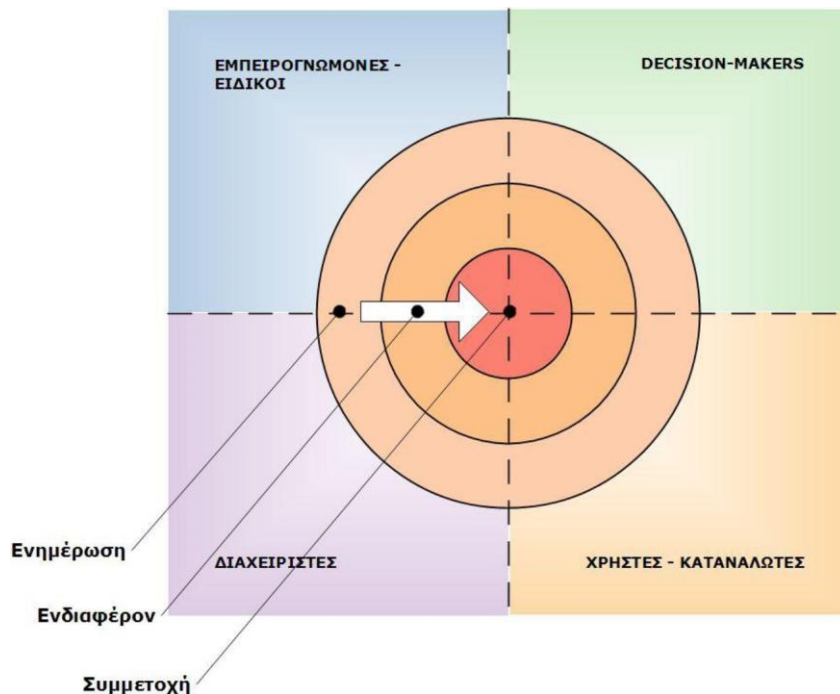 ΕΜΠΕΙΡΟΓΝΩΜΟΝΕΣ -
ΕΙΔΙΚΟΙ
DECISION-MAKERS
Ενημέρωση
ΔΙΑΧΕΙΡΙΣΤΕΣ
ΧΡΗΣΤΕΣ - ΚΑΤΑΝΑΛΩΤΕΣ
Ενδιαφέρον
Συμμετοχή